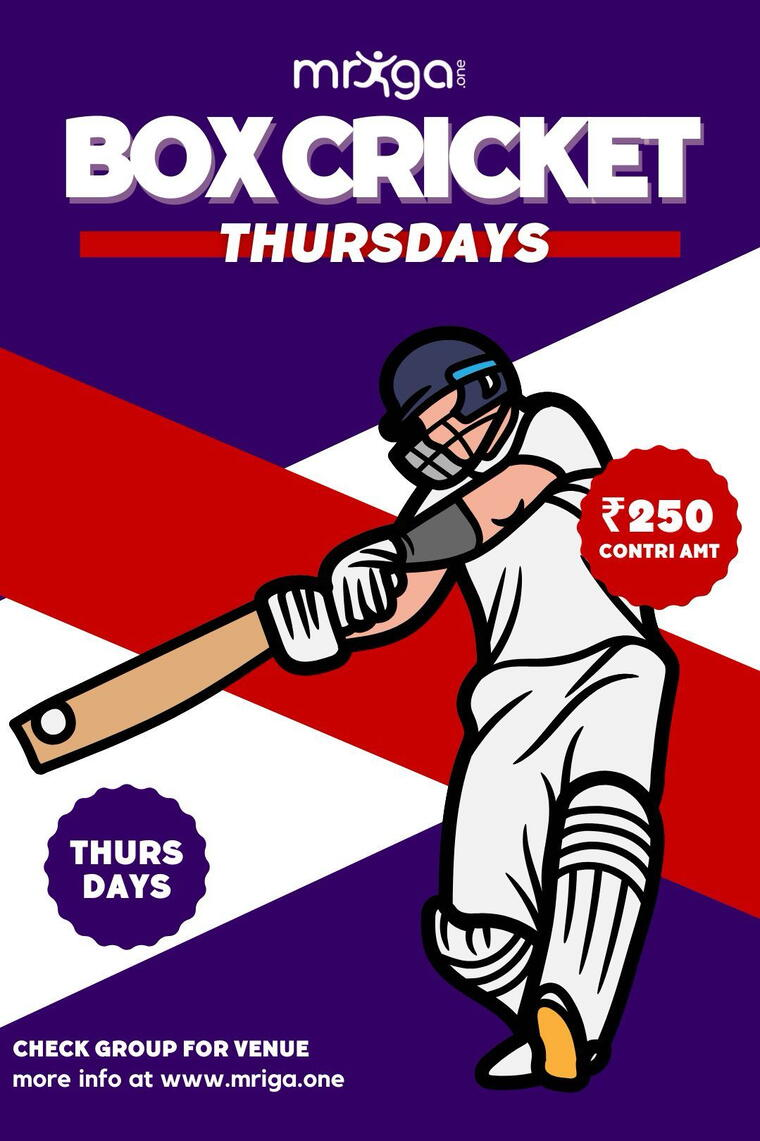 mriga.one
BOX CRICKET
THURSDAYS
₹250
CONTRI AMT
THURS
DAYS
CHECK GROUP FOR VENUE
more info at www.mriga.one